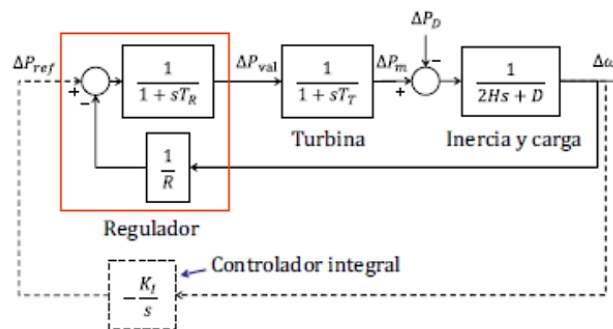 ΔP_D
ΔP_ref
+
−
1
1 + sT_R
ΔP_val
1
1 + sT_T
ΔP_m
+
−
1
2Hs + D
Δω
1
R
Turbina
Inercia y carga
Regulador
−K_I
s
Controlador integral